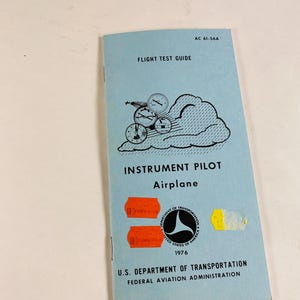 AC 61-56A
FLIGHT TEST GUIDE
INSTRUMENT PILOT
Airplane
1976
U.S. DEPARTMENT OF TRANSPORTATION
FEDERAL AVIATION ADMINISTRATION